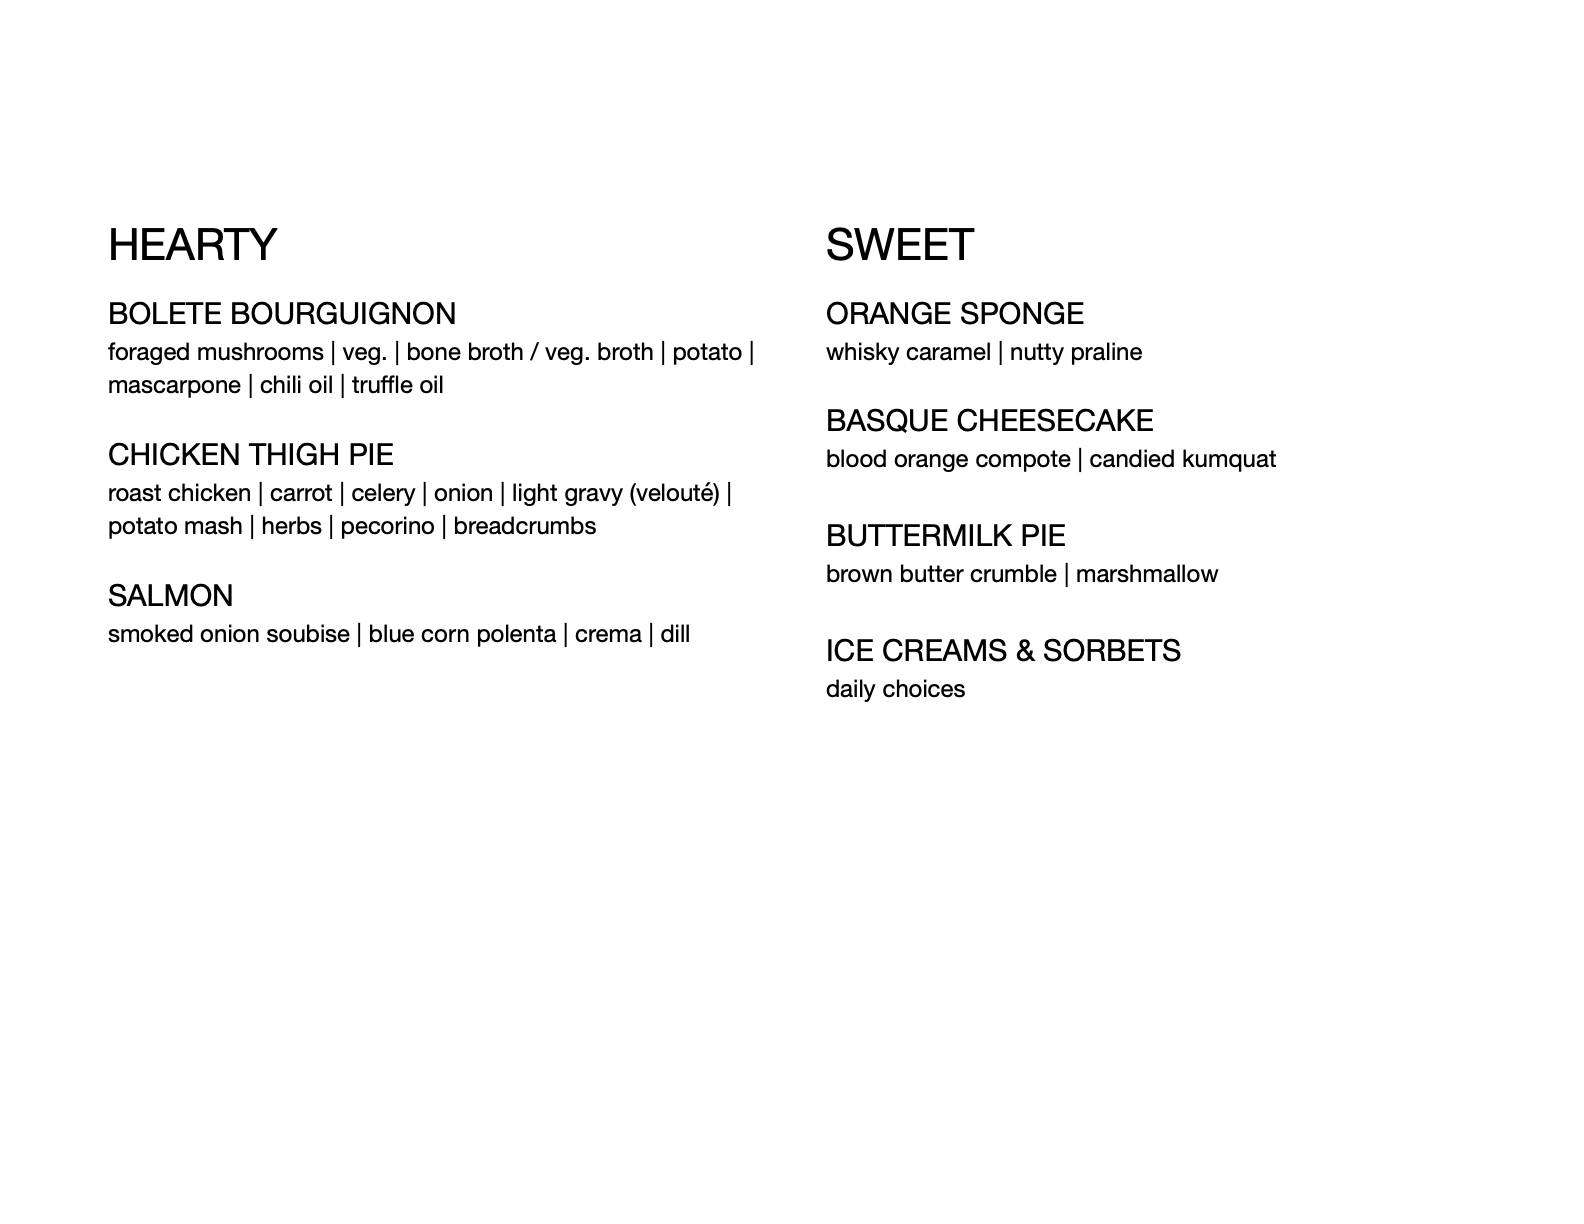 HEARTY
BOLETE BOURGUIGNON
foraged mushrooms | veg. | bone broth / veg. broth | potato |
mascarpone | chili oil | truffle oil
CHICKEN THIGH PIE
roast chicken | carrot | celery | onion | light gravy (velouté) |
potato mash | herbs | pecorino | breadcrumbs
SALMON
smoked onion soubise | blue corn polenta | crema | dill
SWEET
ORANGE SPONGE
whisky caramel | nutty praline
BASQUE CHEESECAKE
blood orange compote | candied kumquat
BUTTERMILK PIE
brown butter crumble | marshmallow
ICE CREAMS & SORBETS
daily choices